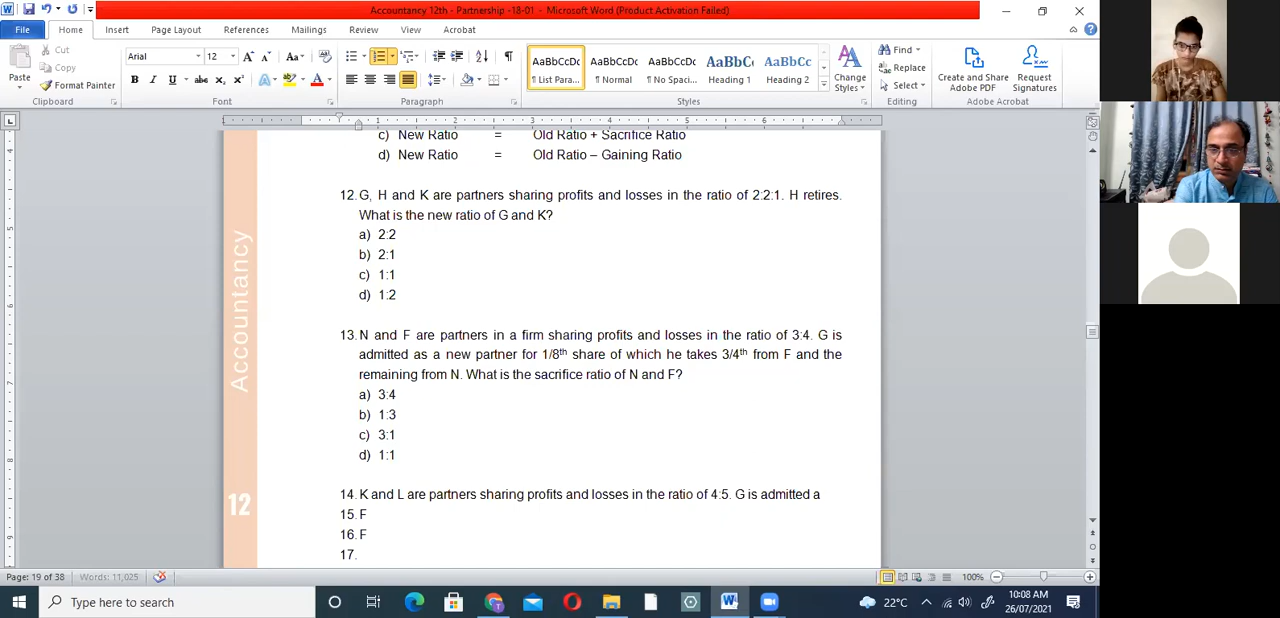 Accountancy 12th - Partnership -18-01 - Microsoft Word (Product Activation Failed)
File Home Insert Page Layout References Mailings Review View Acrobat
Paste
Cut
Copy
Format Painter
Clipboard
Arial 12
Font
Paragraph
AaBbCcDc AaBbCcDc AaBbCcDc AaBbC AaBbCc
¶ List Para... ¶ Normal ¶ No Spaci... Heading 1 Heading 2
Change Styles
Styles
Find
Replace
Select
Editing
Create and Share Adobe PDF
Request Signatures
Adobe Acrobat
c) New Ratio = Old Ratio + Sacrifice Ratio
d) New Ratio = Old Ratio – Gaining Ratio
12. G, H and K are partners sharing profits and losses in the ratio of 2:2:1. H retires.
What is the new ratio of G and K?
a) 2:2
b) 2:1
c) 1:1
d) 1:2
13. N and F are partners in a firm sharing profits and losses in the ratio of 3:4. G is
admitted as a new partner for 1/8th share of which he takes 3/4th from F and the
remaining from N. What is the sacrifice ratio of N and F?
a) 3:4
b) 1:3
c) 3:1
d) 1:1
14. K and L are partners sharing profits and losses in the ratio of 4:5. G is admitted a
15. F
16. F
17.
Accountancy
12
Page: 19 of 38 Words: 11,025 100%
Type here to search
22°C
10:08 AM
26/07/2021